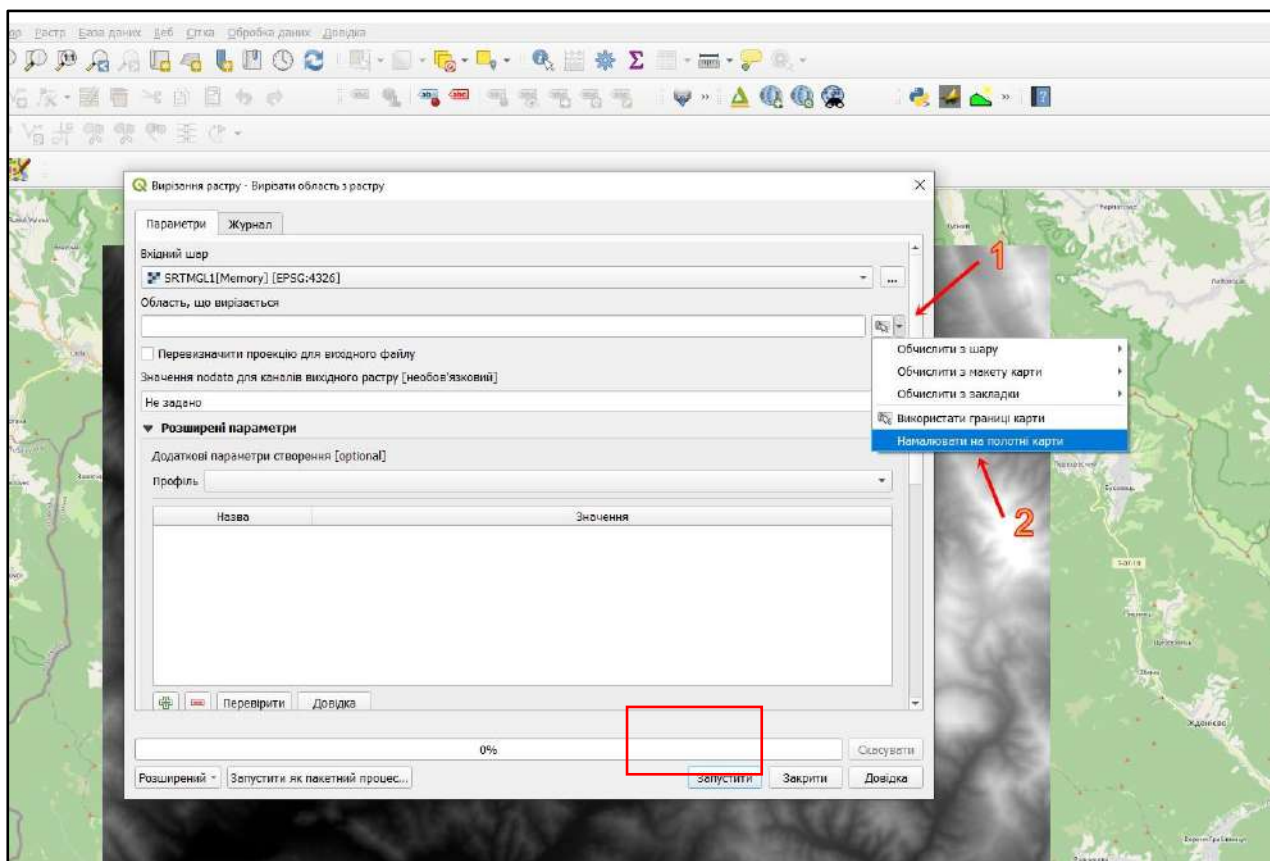 Растр База даних Веб Сітка Обробка даних Довідка
Вирізання растру - Вирізати область з растру
Параметри Журнал
Вхідний шар
SRTMGL1[Memory] [EPSG:4326]
...
Область, що вирізається
1
Перевизначити проекцію для вихідного файлу
Значення nodata для каналів вихідного растру [необов'язковий]
Не задано
Обчислити з шару
Обчислити з макету карти
Обчислити з закладки
Використати границі карти
Намалювати на полотні карти
2
Розширені параметри
Додаткові параметри створення [optional]
Профіль
Назва Значення
Перевірити Довідка
0%
Скасувати
Розширений Запустити як пакетний процес... Запустити Закрити Довідка
Жденієво